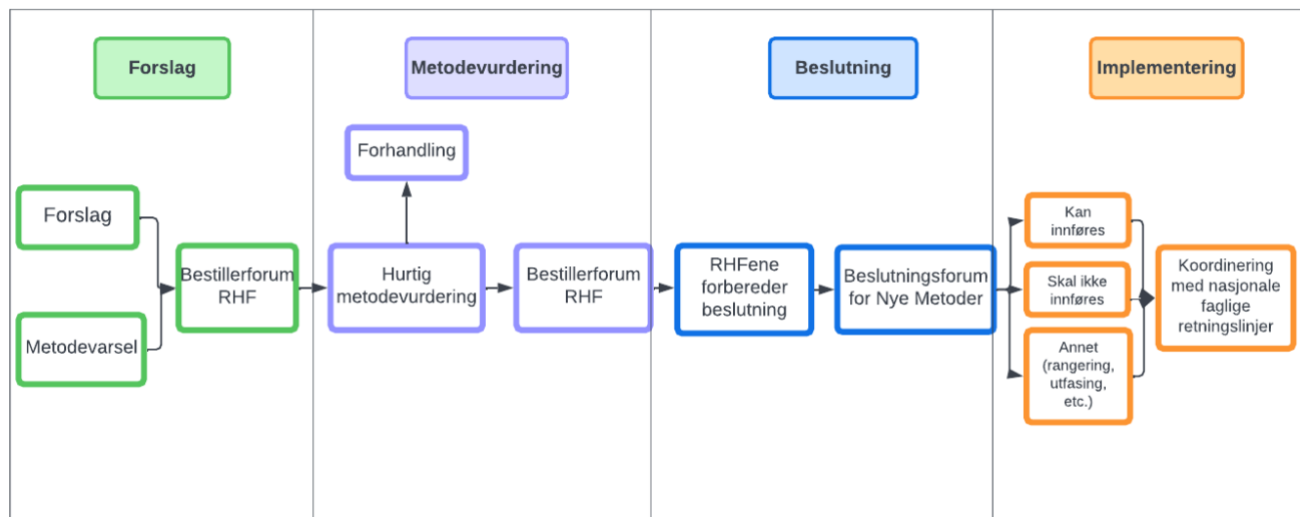 Forslag
Metodevurdering
Beslutning
Implementering
Forslag
Metodevarsel
Bestillerforum
RHF
Forhandling
Hurtig
metodevurdering
Bestillerforum
RHF
RHFene
forbereder
beslutning
Beslutningsforum
for Nye Metoder
Kan
innføres
Skal ikke
innføres
Annet
(rangering,
utfasing,
etc.)
Koordinering
med nasjonale
faglige
retningslinjer